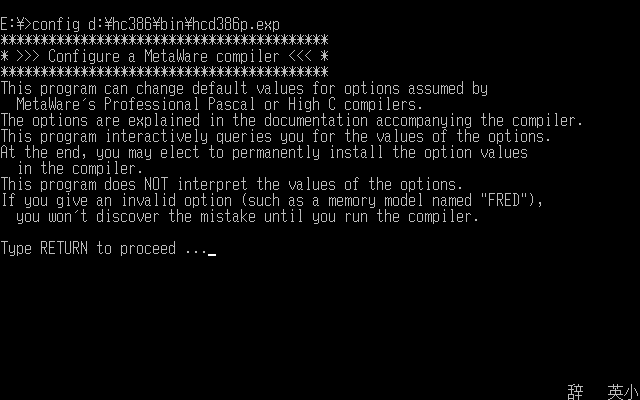 E:¥>config d:¥hc386¥bin¥hcd386p.exp
*****************************************
* >>> Configure a MetaWare compiler <<< *
*****************************************
This program can change default values for options assumed by
  MetaWare's Professional Pascal or High C compilers.
The options are explained in the documentation accompanying the compiler.
This program interactively queries you for the values of the options.
At the end, you may elect to permanently install the option values
  in the compiler.
This program does NOT interpret the values of the options.
If you give an invalid option (such as a memory model named "FRED"),
  you won't discover the mistake until you run the compiler.

Type RETURN to proceed ..._
辞 英小